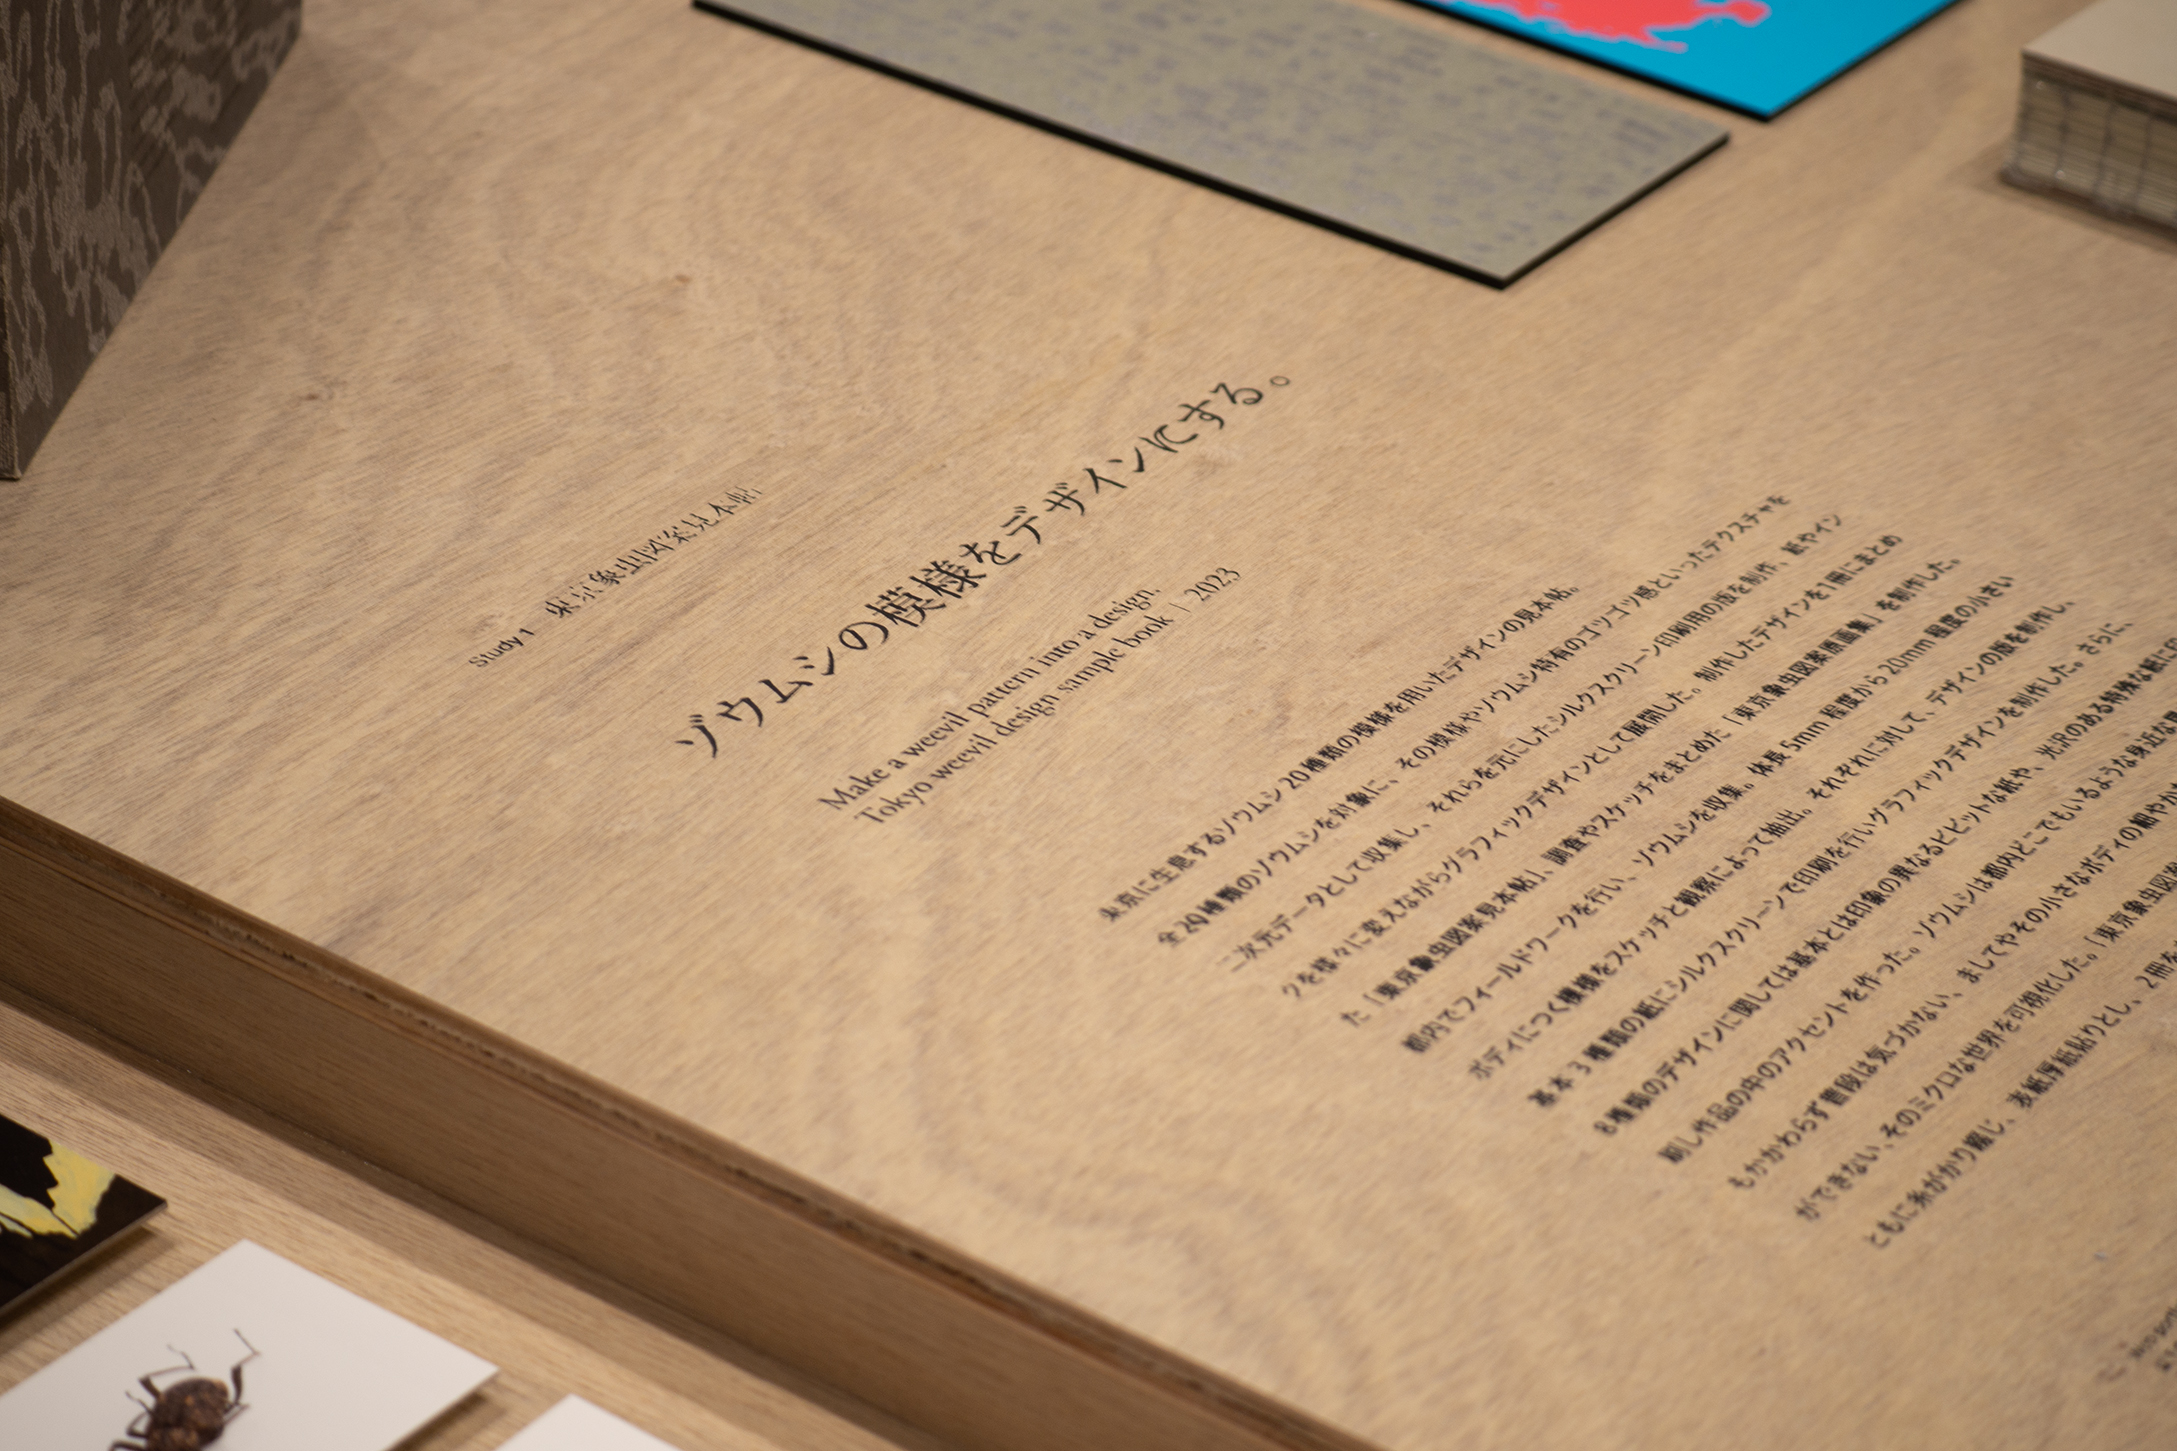 Study 1 東京象虫図案見本帖
ゾウムシの模様をデザインにする。
Make a weevil pattern into a design.
Tokyo weevil design sample book | 2023
東京に生息するゾウムシ 20 種類の模様を用いたデザインの見本帖。
全 20 種類のゾウムシを対象に、その模様やゾウムシ特有のゴツゴツ感といったテクスチャを
二次元データとして収集し、それらを元にしたシルクスクリーン印刷用の版を制作、紙やイン
クを様々に変えながらグラフィックデザインとして展開した。制作したデザインを1冊にまとめ
た「東京象虫図案見本帖」、調査やスケッチをまとめた「東京象虫図案原画集」を制作した。
都内でフィールドワークを行い、ゾウムシを収集。体長 5mm 程度から 20mm 程度の小さい
ボディにつく模様をスケッチと観察によって抽出。それぞれに対して、デザインの版を制作し、
基本 3 種類の紙にシルクスクリーンで印刷を行いグラフィックデザインを制作した。さらに、
8種類のデザインに関しては基本とは印象の異なるビビットな紙や、光沢のある特殊な紙に
刷し作品の中のアクセントを作った。ゾウムシは都内どこでもいるような身近な
もかかわらず普段は気づかない、ましてやその小さなボディの細やか
ができない、そのミクロな世界を可視化した。「東京象虫図
ともに糸がかり綴じ、表紙厚紙貼りとし、2冊を